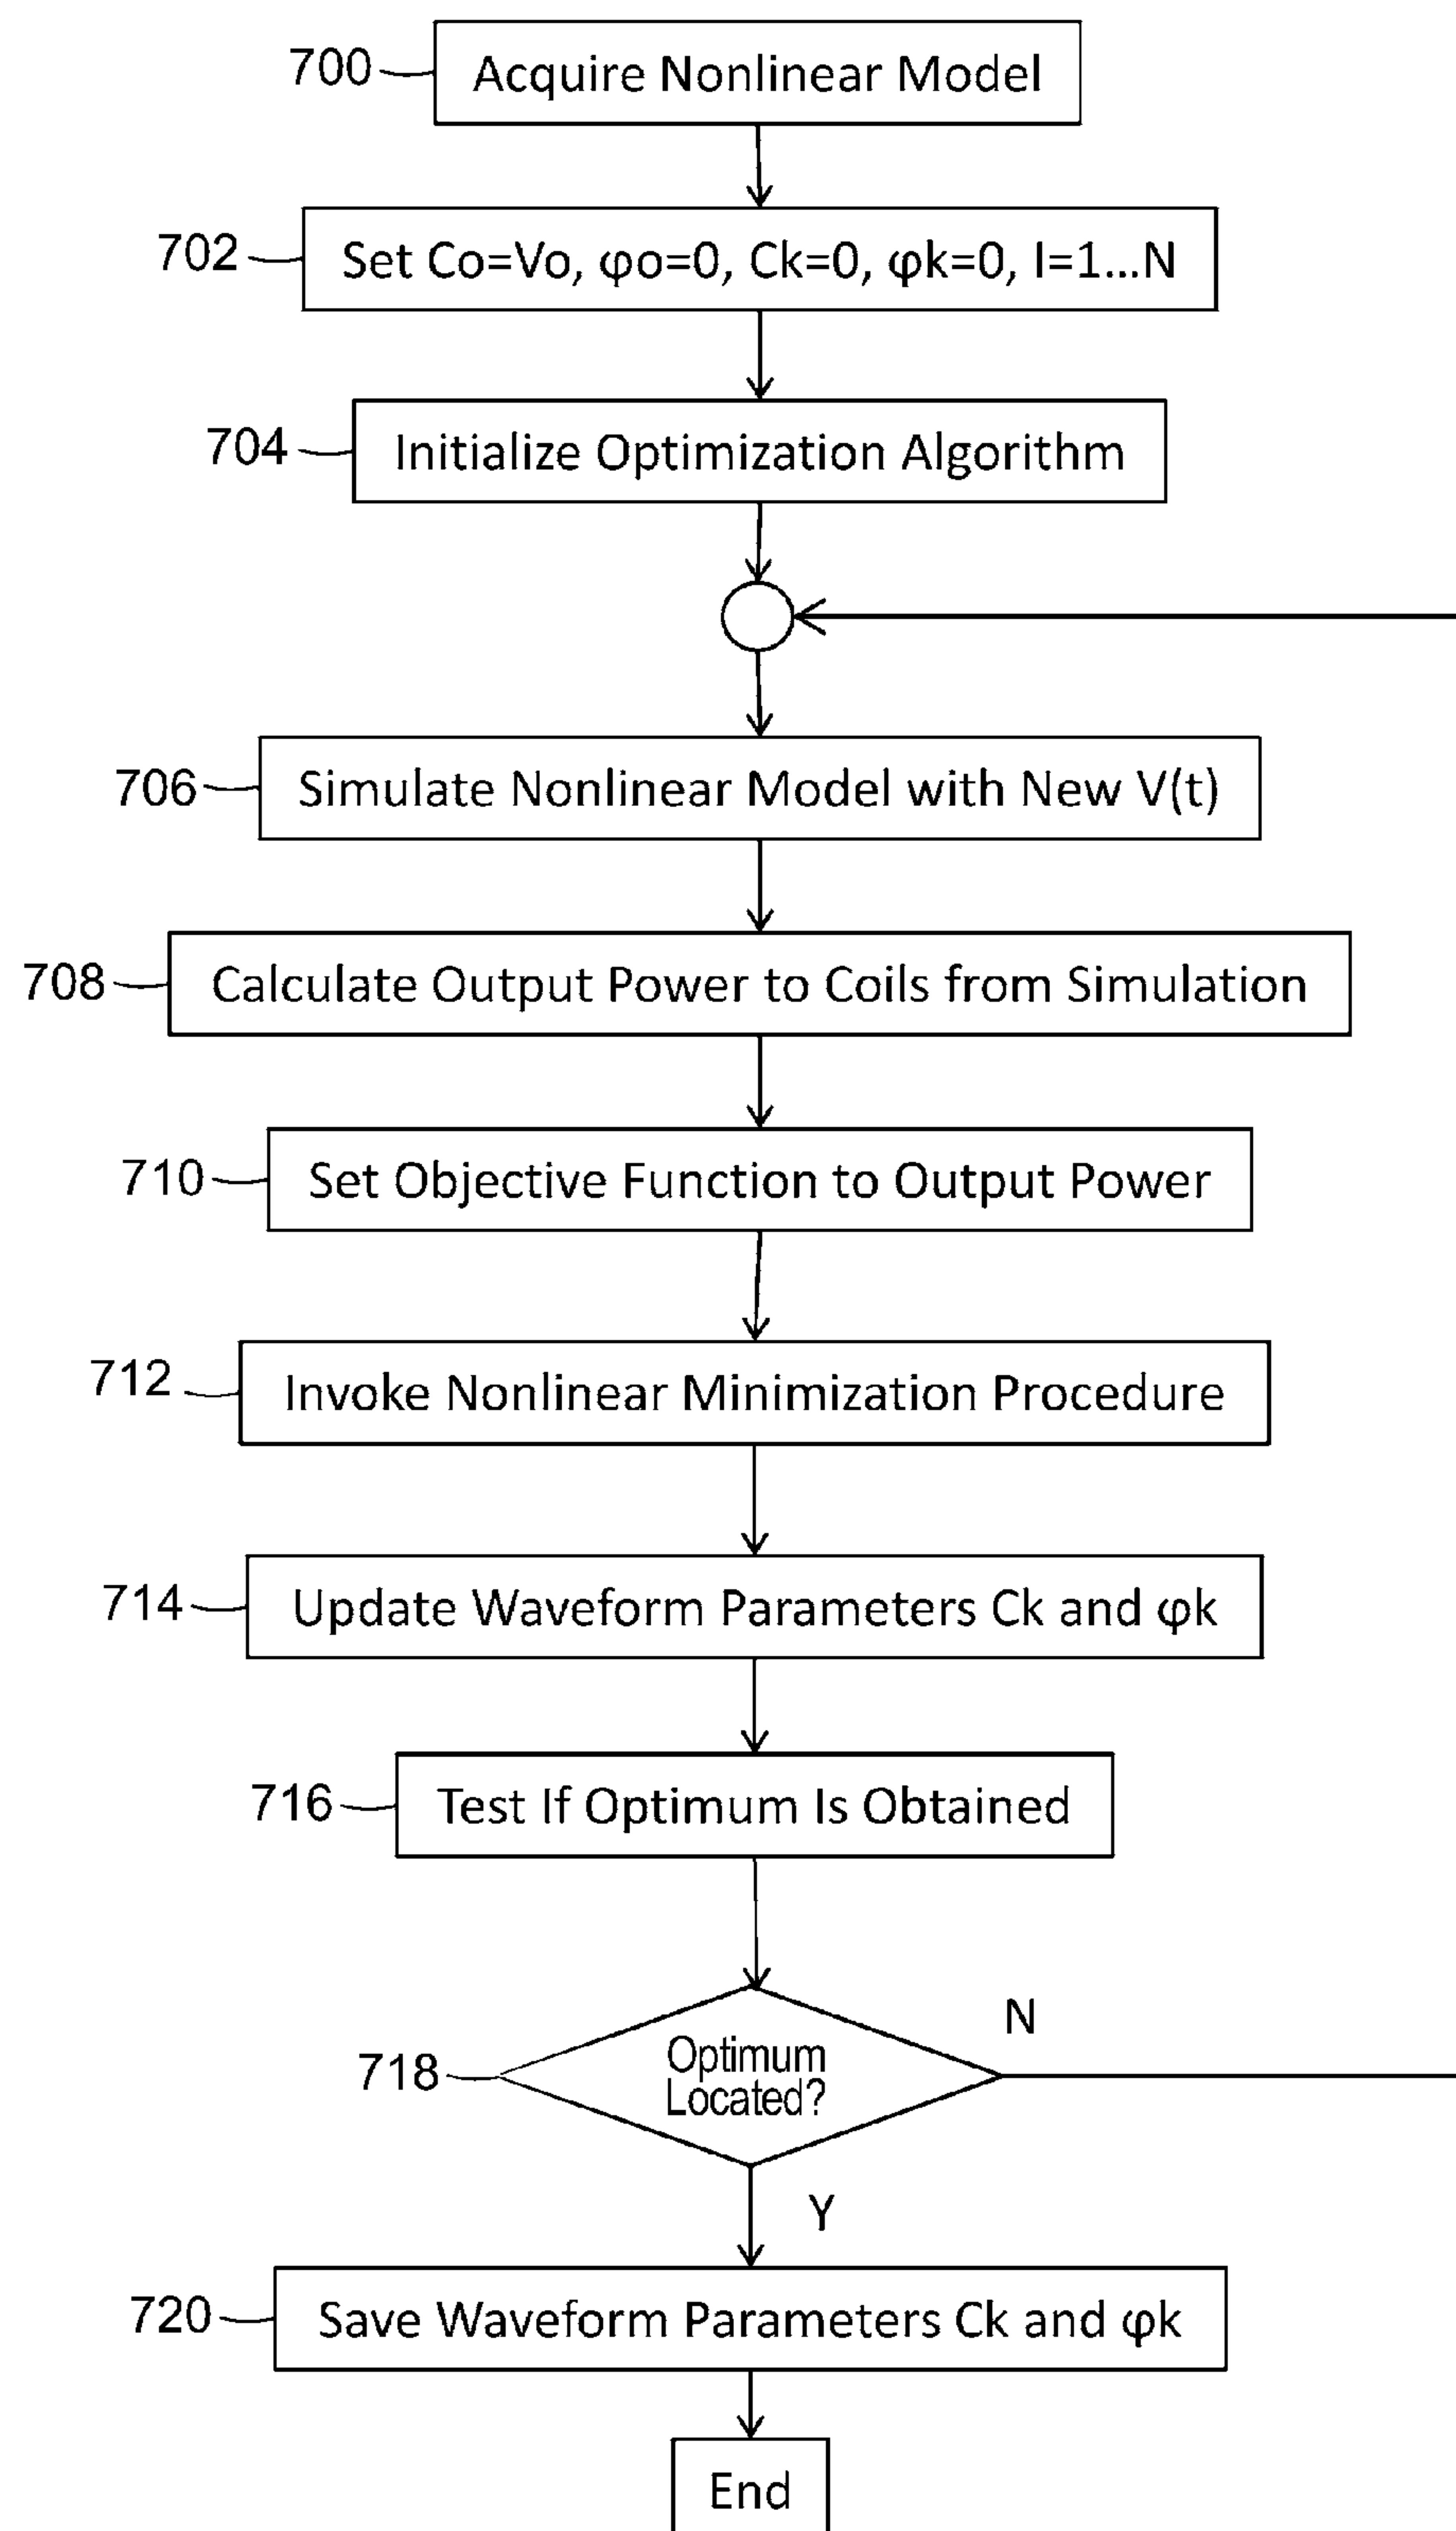 700 Acquire Nonlinear Model
702 Set Co=Vo, φo=0, Ck=0, φk=0, I=1...N
704 Initialize Optimization Algorithm
706 Simulate Nonlinear Model with New V(t)
708 Calculate Output Power to Coils from Simulation
710 Set Objective Function to Output Power
712 Invoke Nonlinear Minimization Procedure
714 Update Waveform Parameters Ck and φk
716 Test If Optimum Is Obtained
N
718 Optimum
Located?
Y
720 Save Waveform Parameters Ck and φk
End